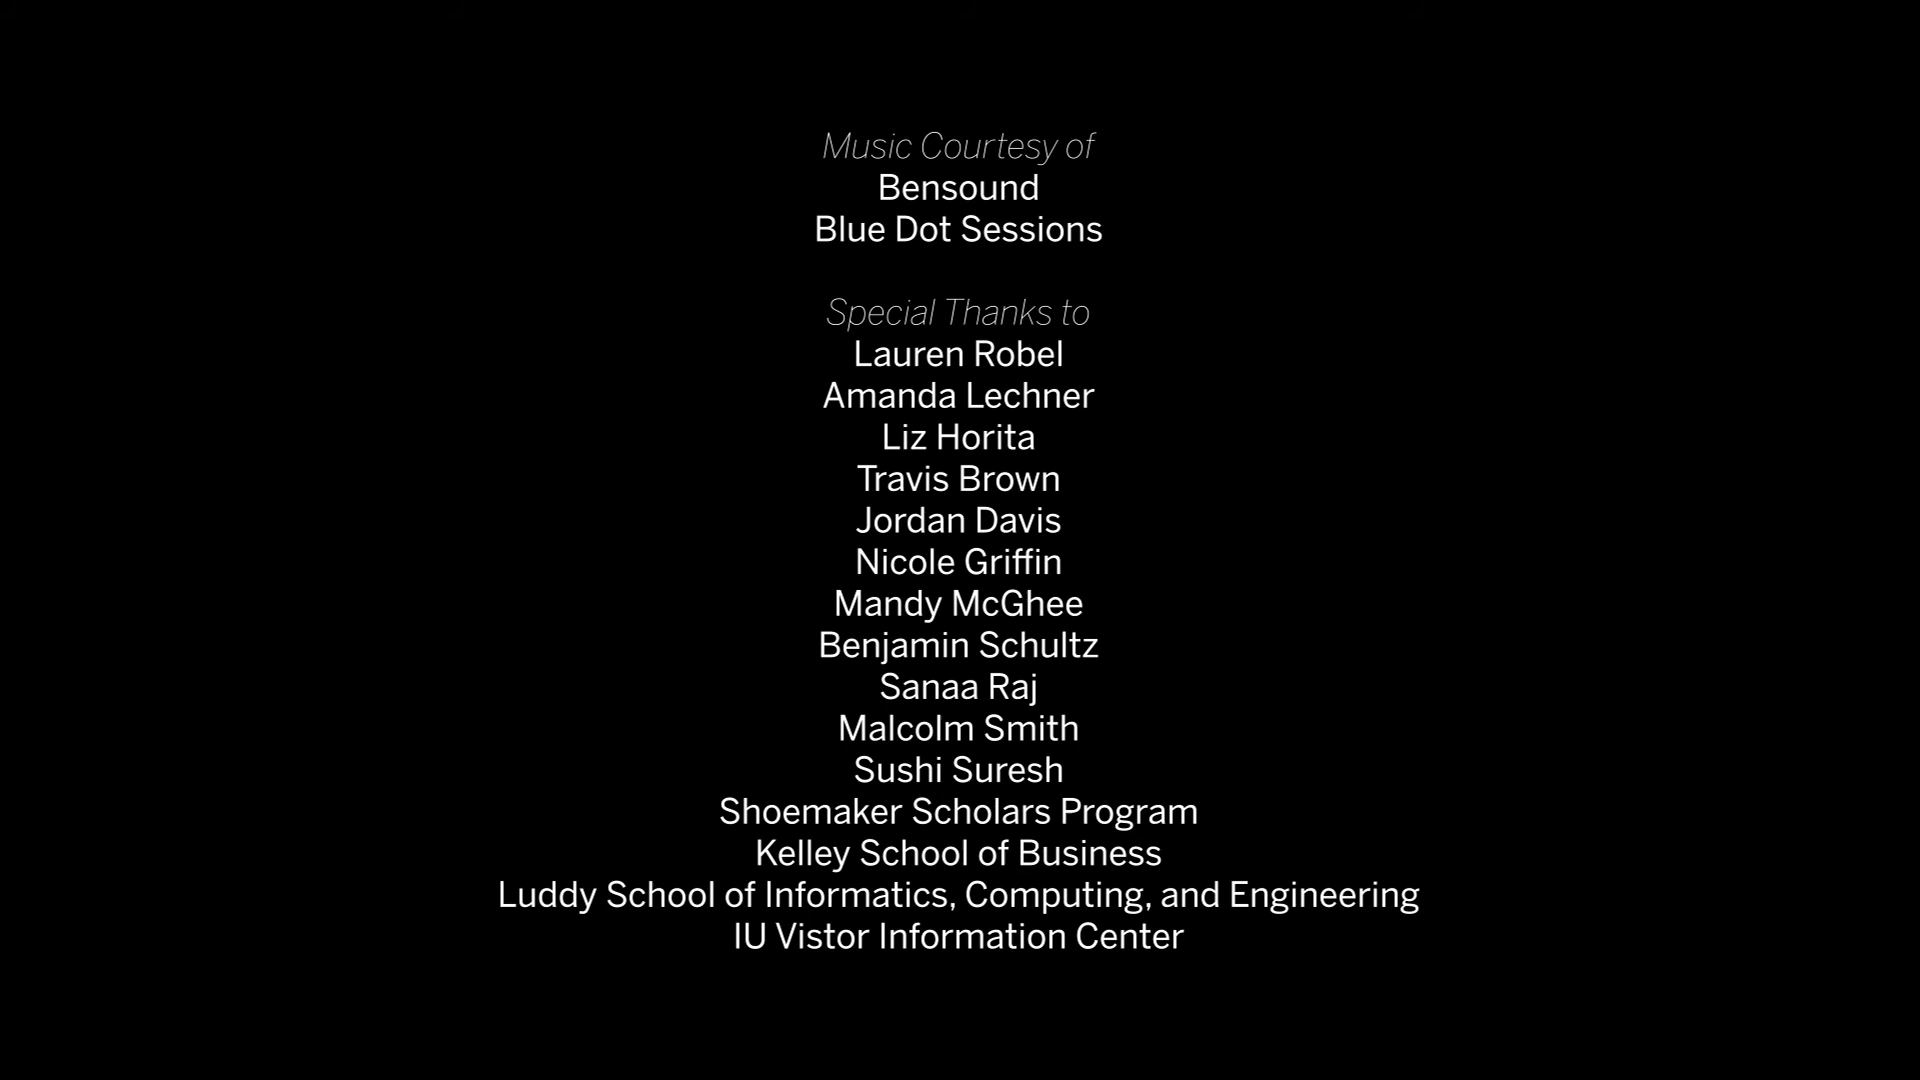 Music Courtesy of
Bensound
Blue Dot Sessions
Special Thanks to
Lauren Robel
Amanda Lechner
Liz Horita
Travis Brown
Jordan Davis
Nicole Griffin
Mandy McGhee
Benjamin Schultz
Sanaa Raj
Malcolm Smith
Sushi Suresh
Shoemaker Scholars Program
Kelley School of Business
Luddy School of Informatics, Computing, and Engineering
IU Vistor Information Center